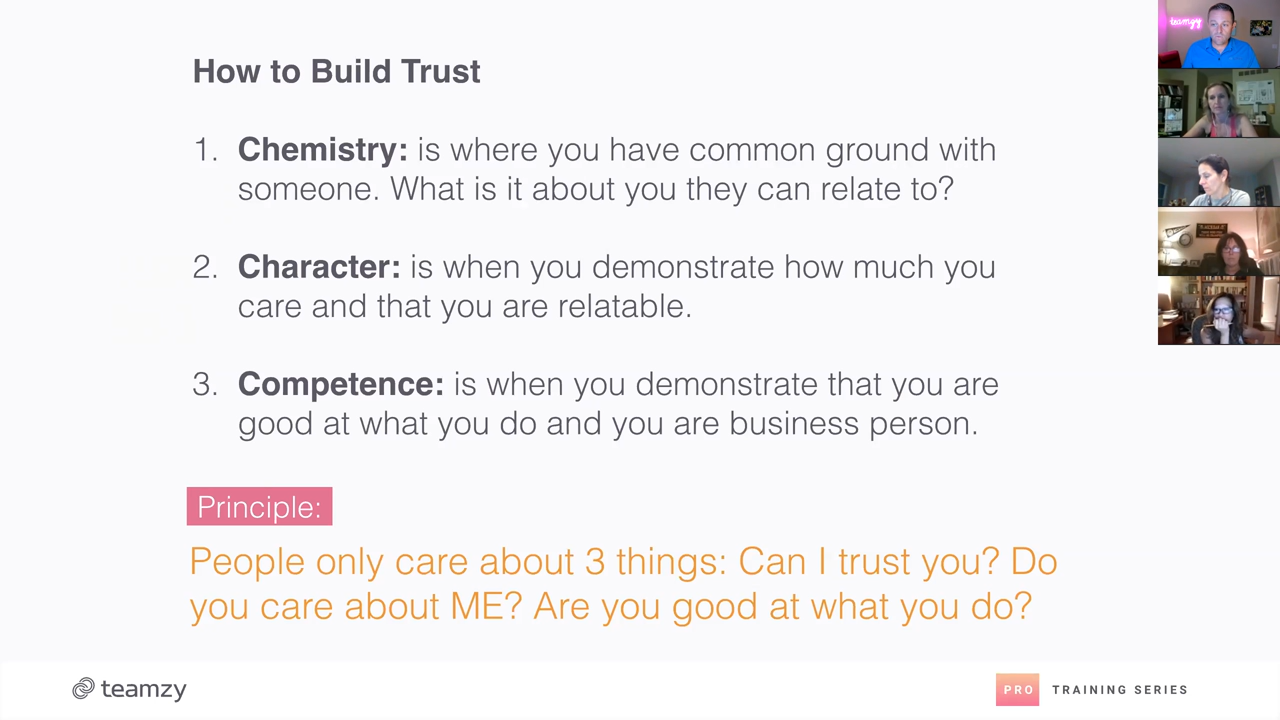 How to Build Trust
1. Chemistry: is where you have common ground with
someone. What is it about you they can relate to?
2. Character: is when you demonstrate how much you
care and that you are relatable.
3. Competence: is when you demonstrate that you are
good at what you do and you are business person.
Principle:
People only care about 3 things: Can I trust you? Do
you care about ME? Are you good at what you do?
teamzy
PRO TRAINING SERIES
teamzy